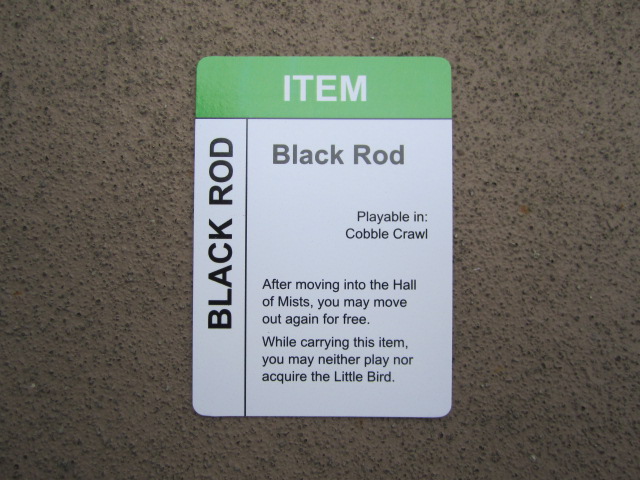 ITEM
BLACK ROD
Black Rod
Playable in:
Cobble Crawl
After moving into the Hall
of Mists, you may move
out again for free.
While carrying this item,
you may neither play nor
acquire the Little Bird.